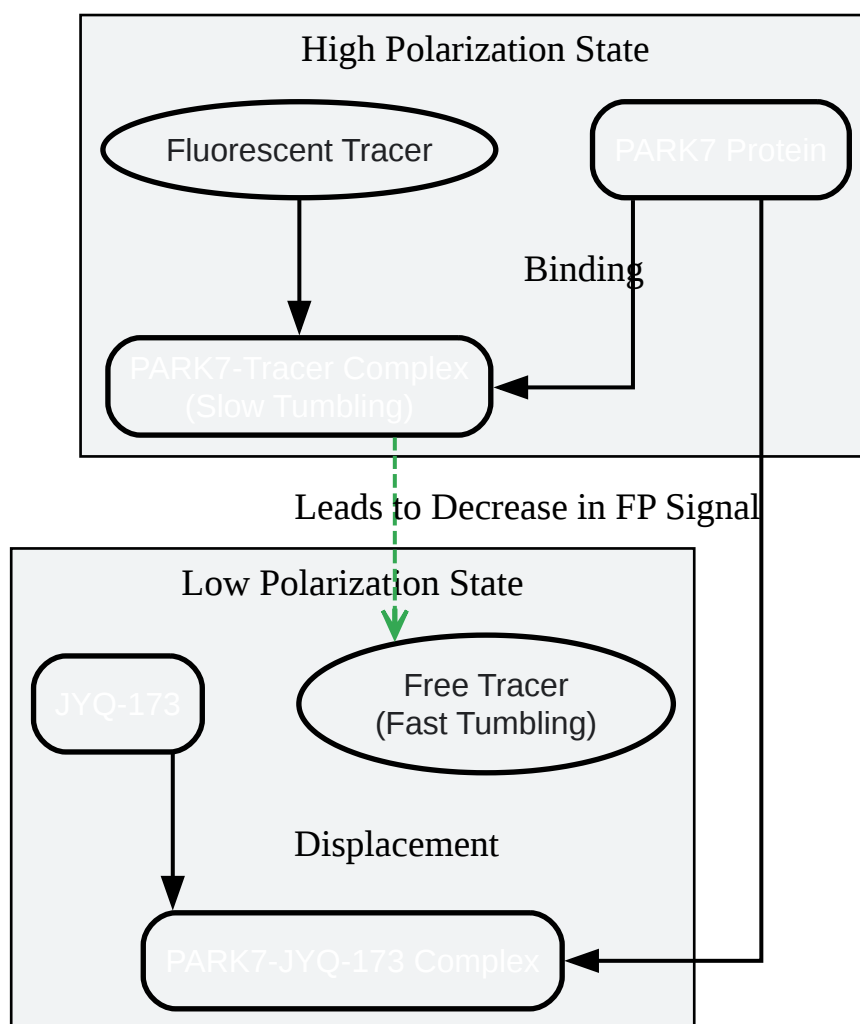 High Polarization State
Fluorescent Tracer
PARK7 Protein
Binding
PARK7-Tracer Complex
(Slow Tumbling)
Leads to Decrease in FP Signal
Low Polarization State
JYQ-173
Free Tracer
(Fast Tumbling)
Displacement
PARK7-JYQ-173 Complex